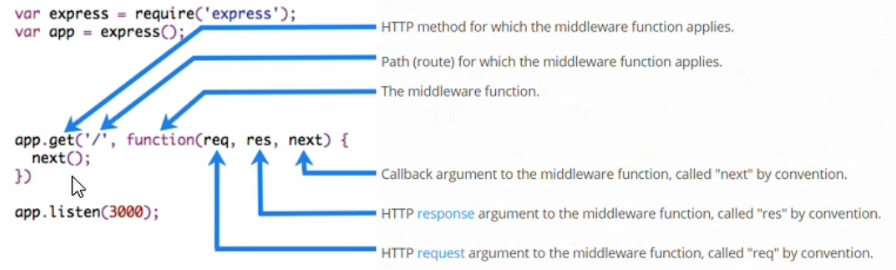 var express = require('express');
var app = express();
HTTP method for which the middleware function applies.
Path (route) for which the middleware function applies.
The middleware function.
app.get('/', function(req, res, next) {
next();
})
Callback argument to the middleware function, called "next" by convention.
app.listen(3000);
HTTP response argument to the middleware function, called "res" by convention.
HTTP request argument to the middleware function, called "req" by convention.